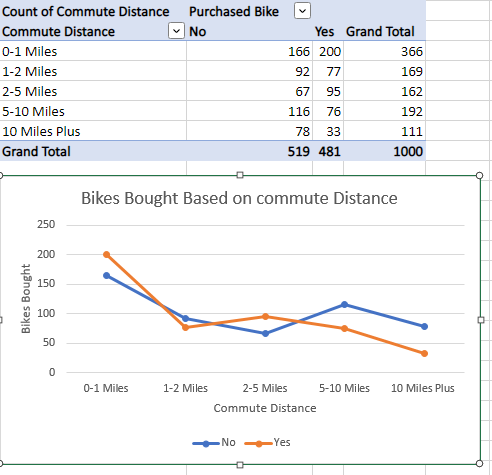 Count of Commute Distance Purchased Bike
Commute Distance No Yes Grand Total
0-1 Miles 166 200 366
1-2 Miles 92 77 169
2-5 Miles 67 95 162
5-10 Miles 116 76 192
10 Miles Plus 78 33 111
Grand Total 519 481 1000
Bikes Bought Based on commute Distance
Bikes Bought
250
200
150
100
50
0
0-1 Miles 1-2 Miles 2-5 Miles 5-10 Miles 10 Miles Plus
Commute Distance
No Yes